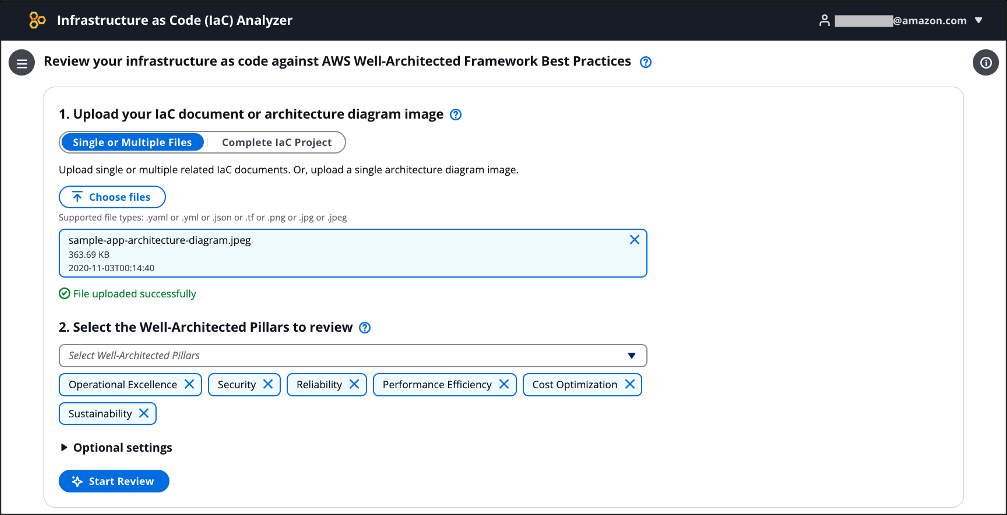 Infrastructure as Code (IaC) Analyzer
@amazon.com
Review your infrastructure as code against AWS Well-Architected Framework Best Practices
1. Upload your IaC document or architecture diagram image
Single or Multiple Files
Complete IaC Project
Upload single or multiple related IaC documents. Or, upload a single architecture diagram image.
Choose files
Supported file types: .yaml or .yml or .json or .tf or .png or .jpg or .jpeg
sample-app-architecture-diagram.jpeg
363.69 KB
2020-11-03T00:14:40
File uploaded successfully
2. Select the Well-Architected Pillars to review
Select Well-Architected Pillars
Operational Excellence
Security
Reliability
Performance Efficiency
Cost Optimization
Sustainability
Optional settings
Start Review